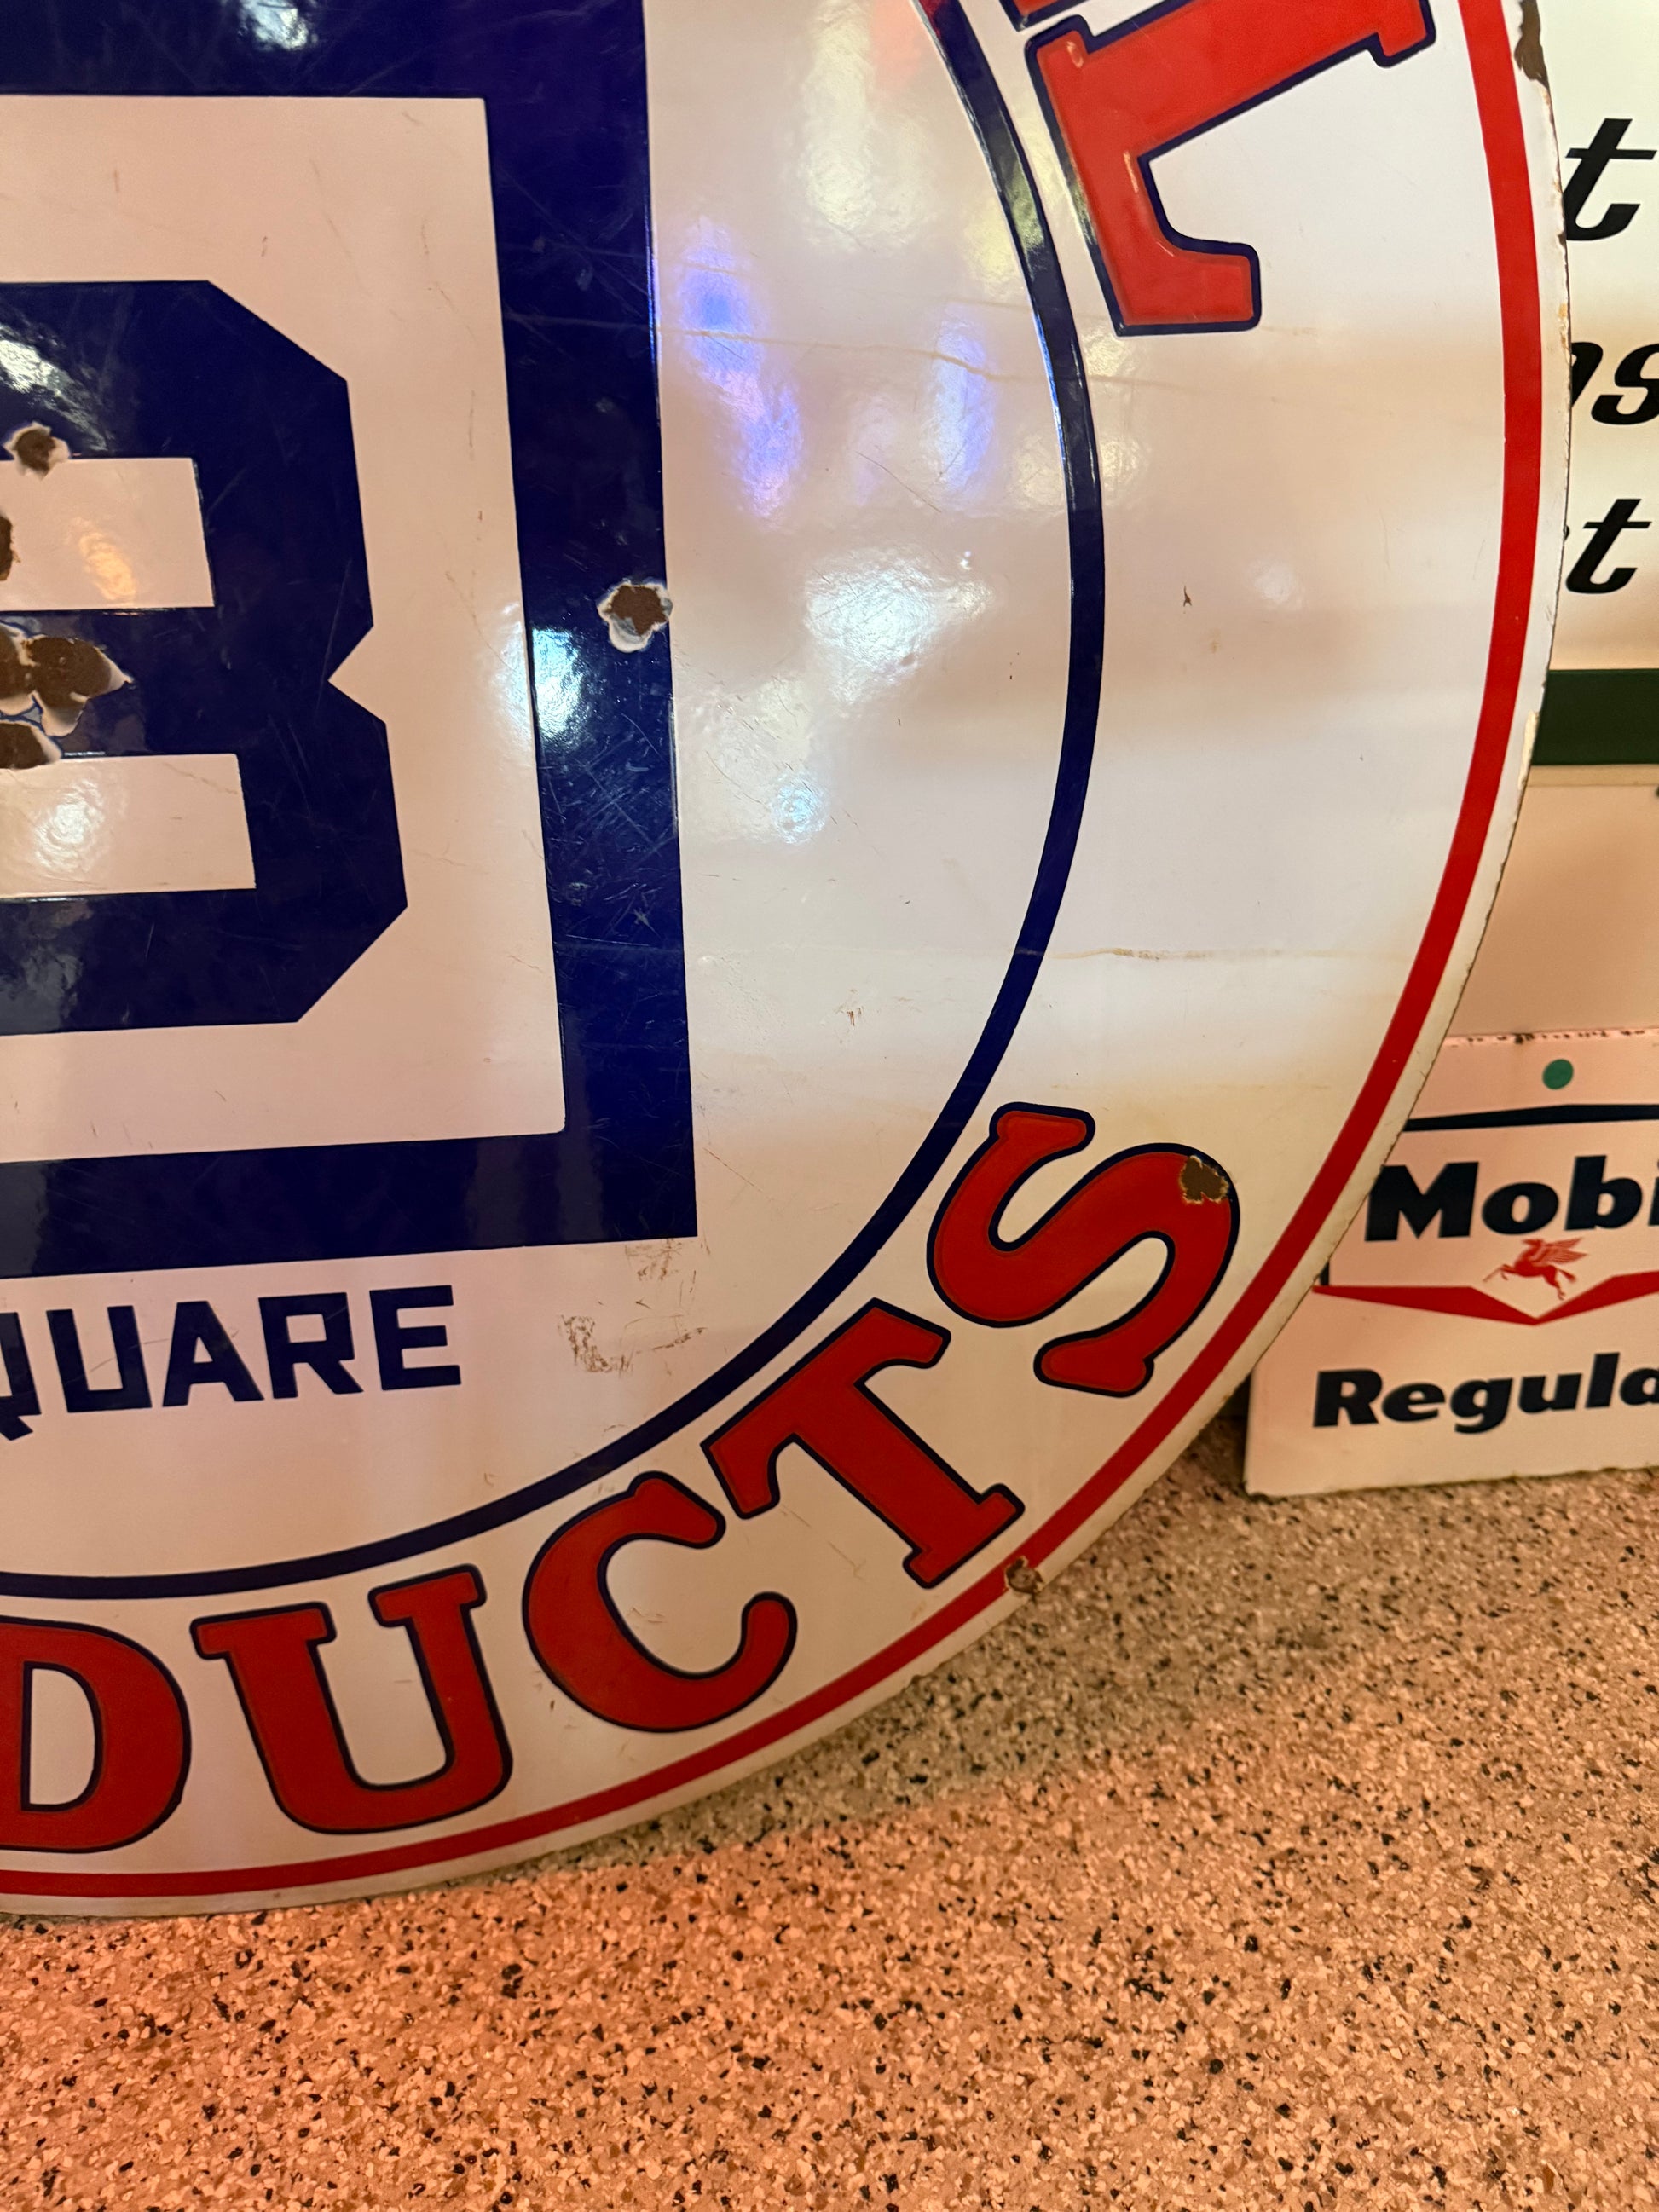 B
QUARE
DUCTS
t
s
t
Mobi
Regula